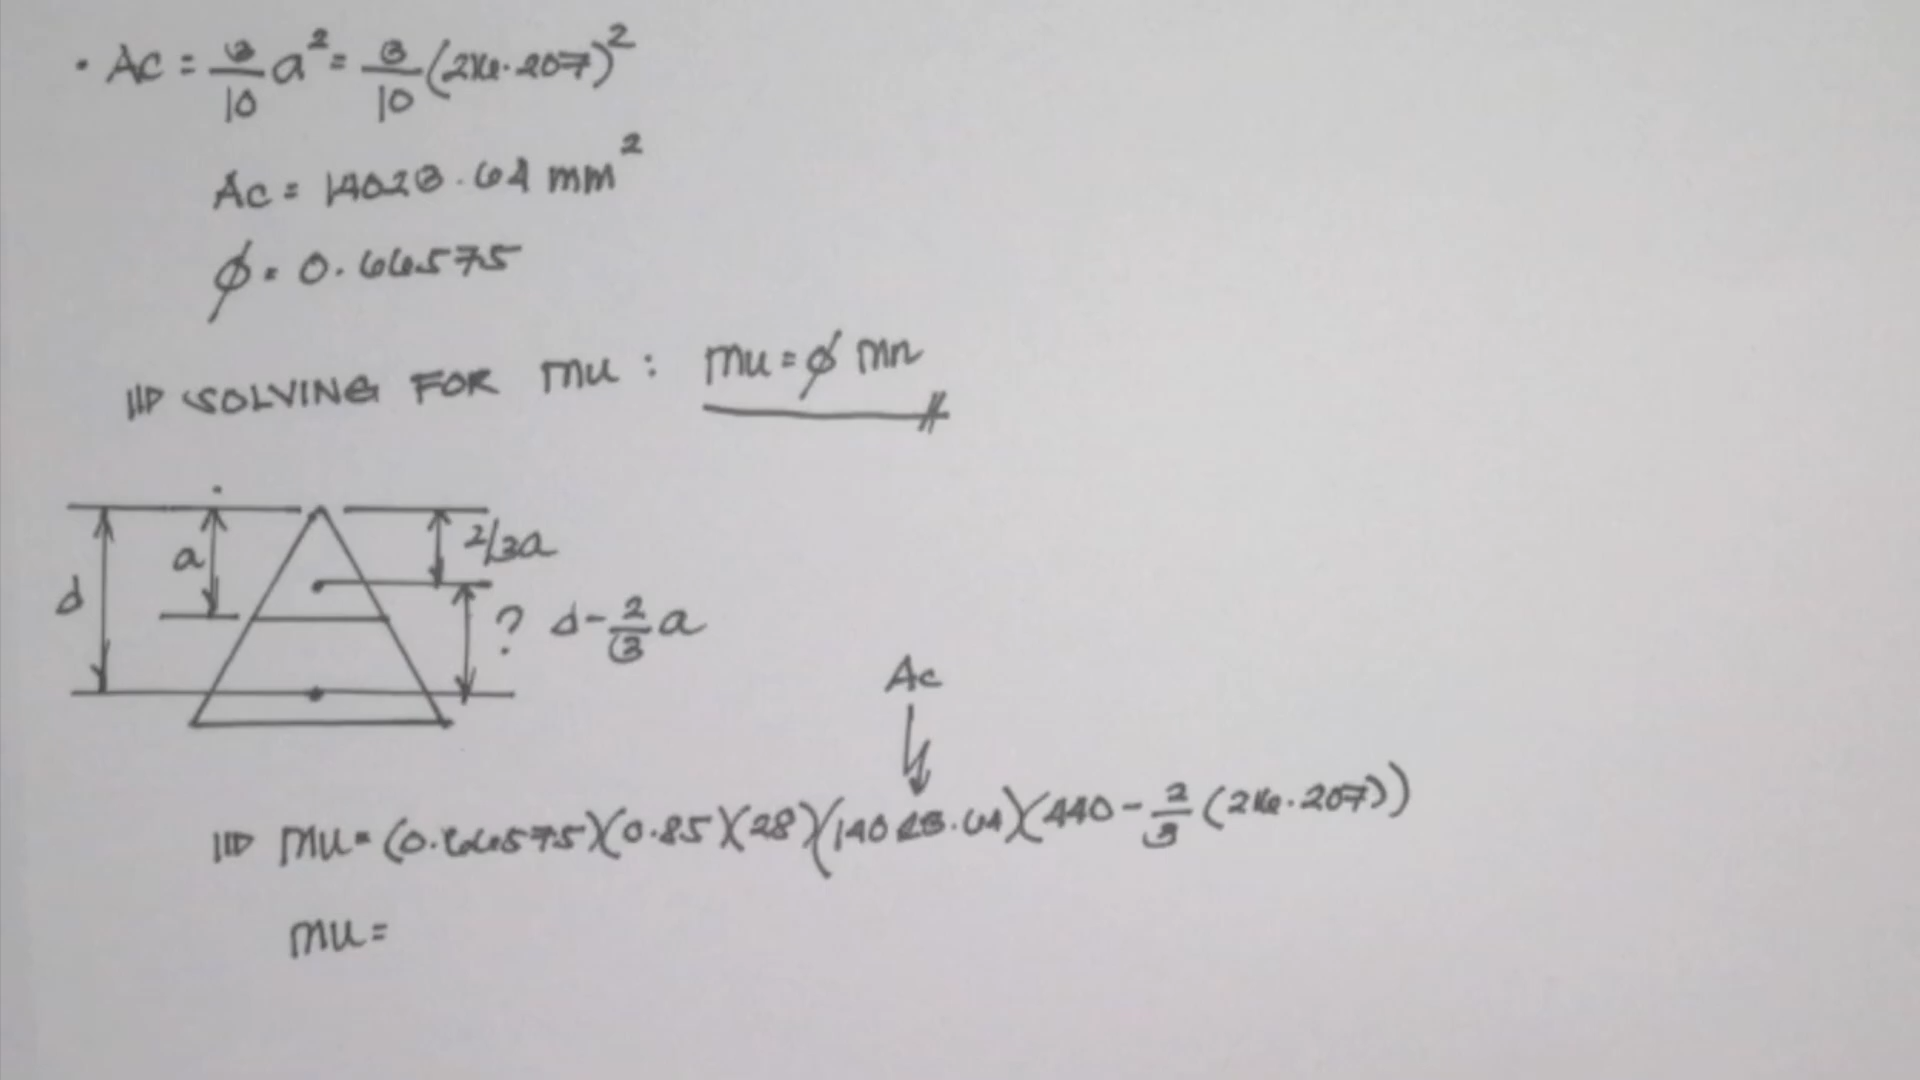 • Ac = 3/10 a² = 3/10 (216.207)²
Ac = 14023.64 mm²
ø = 0.66575
SOLVING FOR mu : mu = ø mn
d
a
2/3a
? d - 2/3 a
Ac
mu = (0.66575)(0.85)(28)(14023.64)(440 - 2/3 (216.207))
mu =